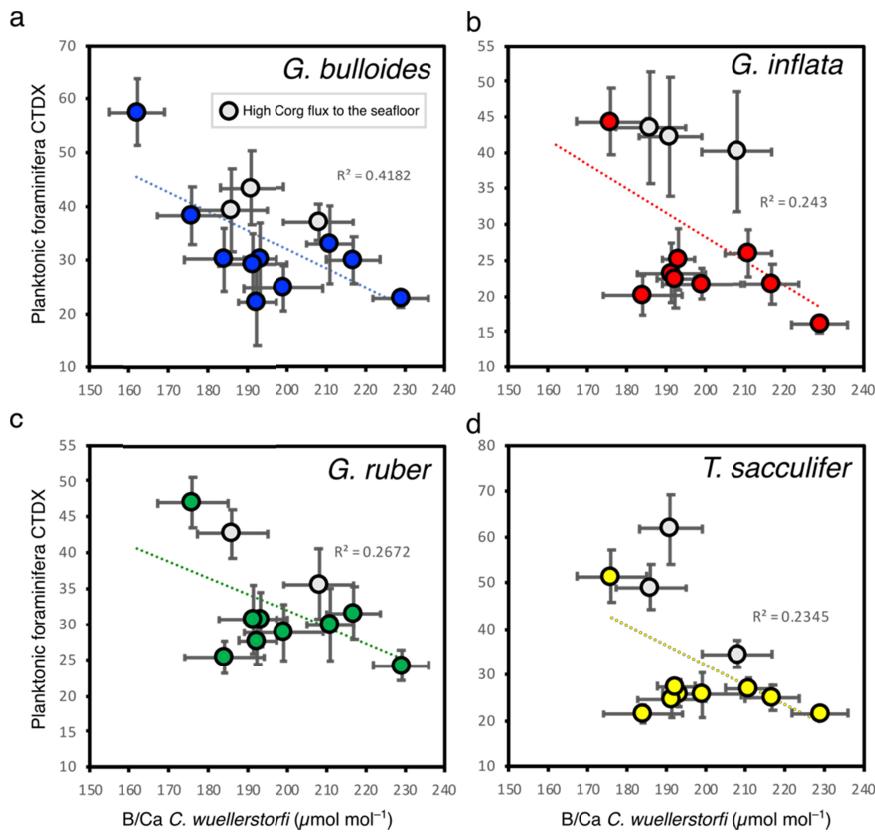 a
G. bulloides
High Corg flux to the seafloor
R² = 0.4182
Planktonic foraminifera CTDX
70
60
50
40
30
20
10
150 160 170 180 190 200 210 220 230 240
b
G. inflata
R² = 0.243
55
50
45
40
35
30
25
20
15
10
160 170 180 190 200 210 220 230 240
c
G. ruber
R² = 0.2672
Planktonic foraminifera CTDX
55
50
45
40
35
30
25
20
15
10
150 160 170 180 190 200 210 220 230 240
B/Ca C. wuellerstorfi (µmol mol⁻¹)
d
T. sacculifer
R² = 0.2345
80
70
60
50
40
30
20
10
160 170 180 190 200 210 220 230 240
B/Ca C. wuellerstorfi (µmol mol⁻¹)